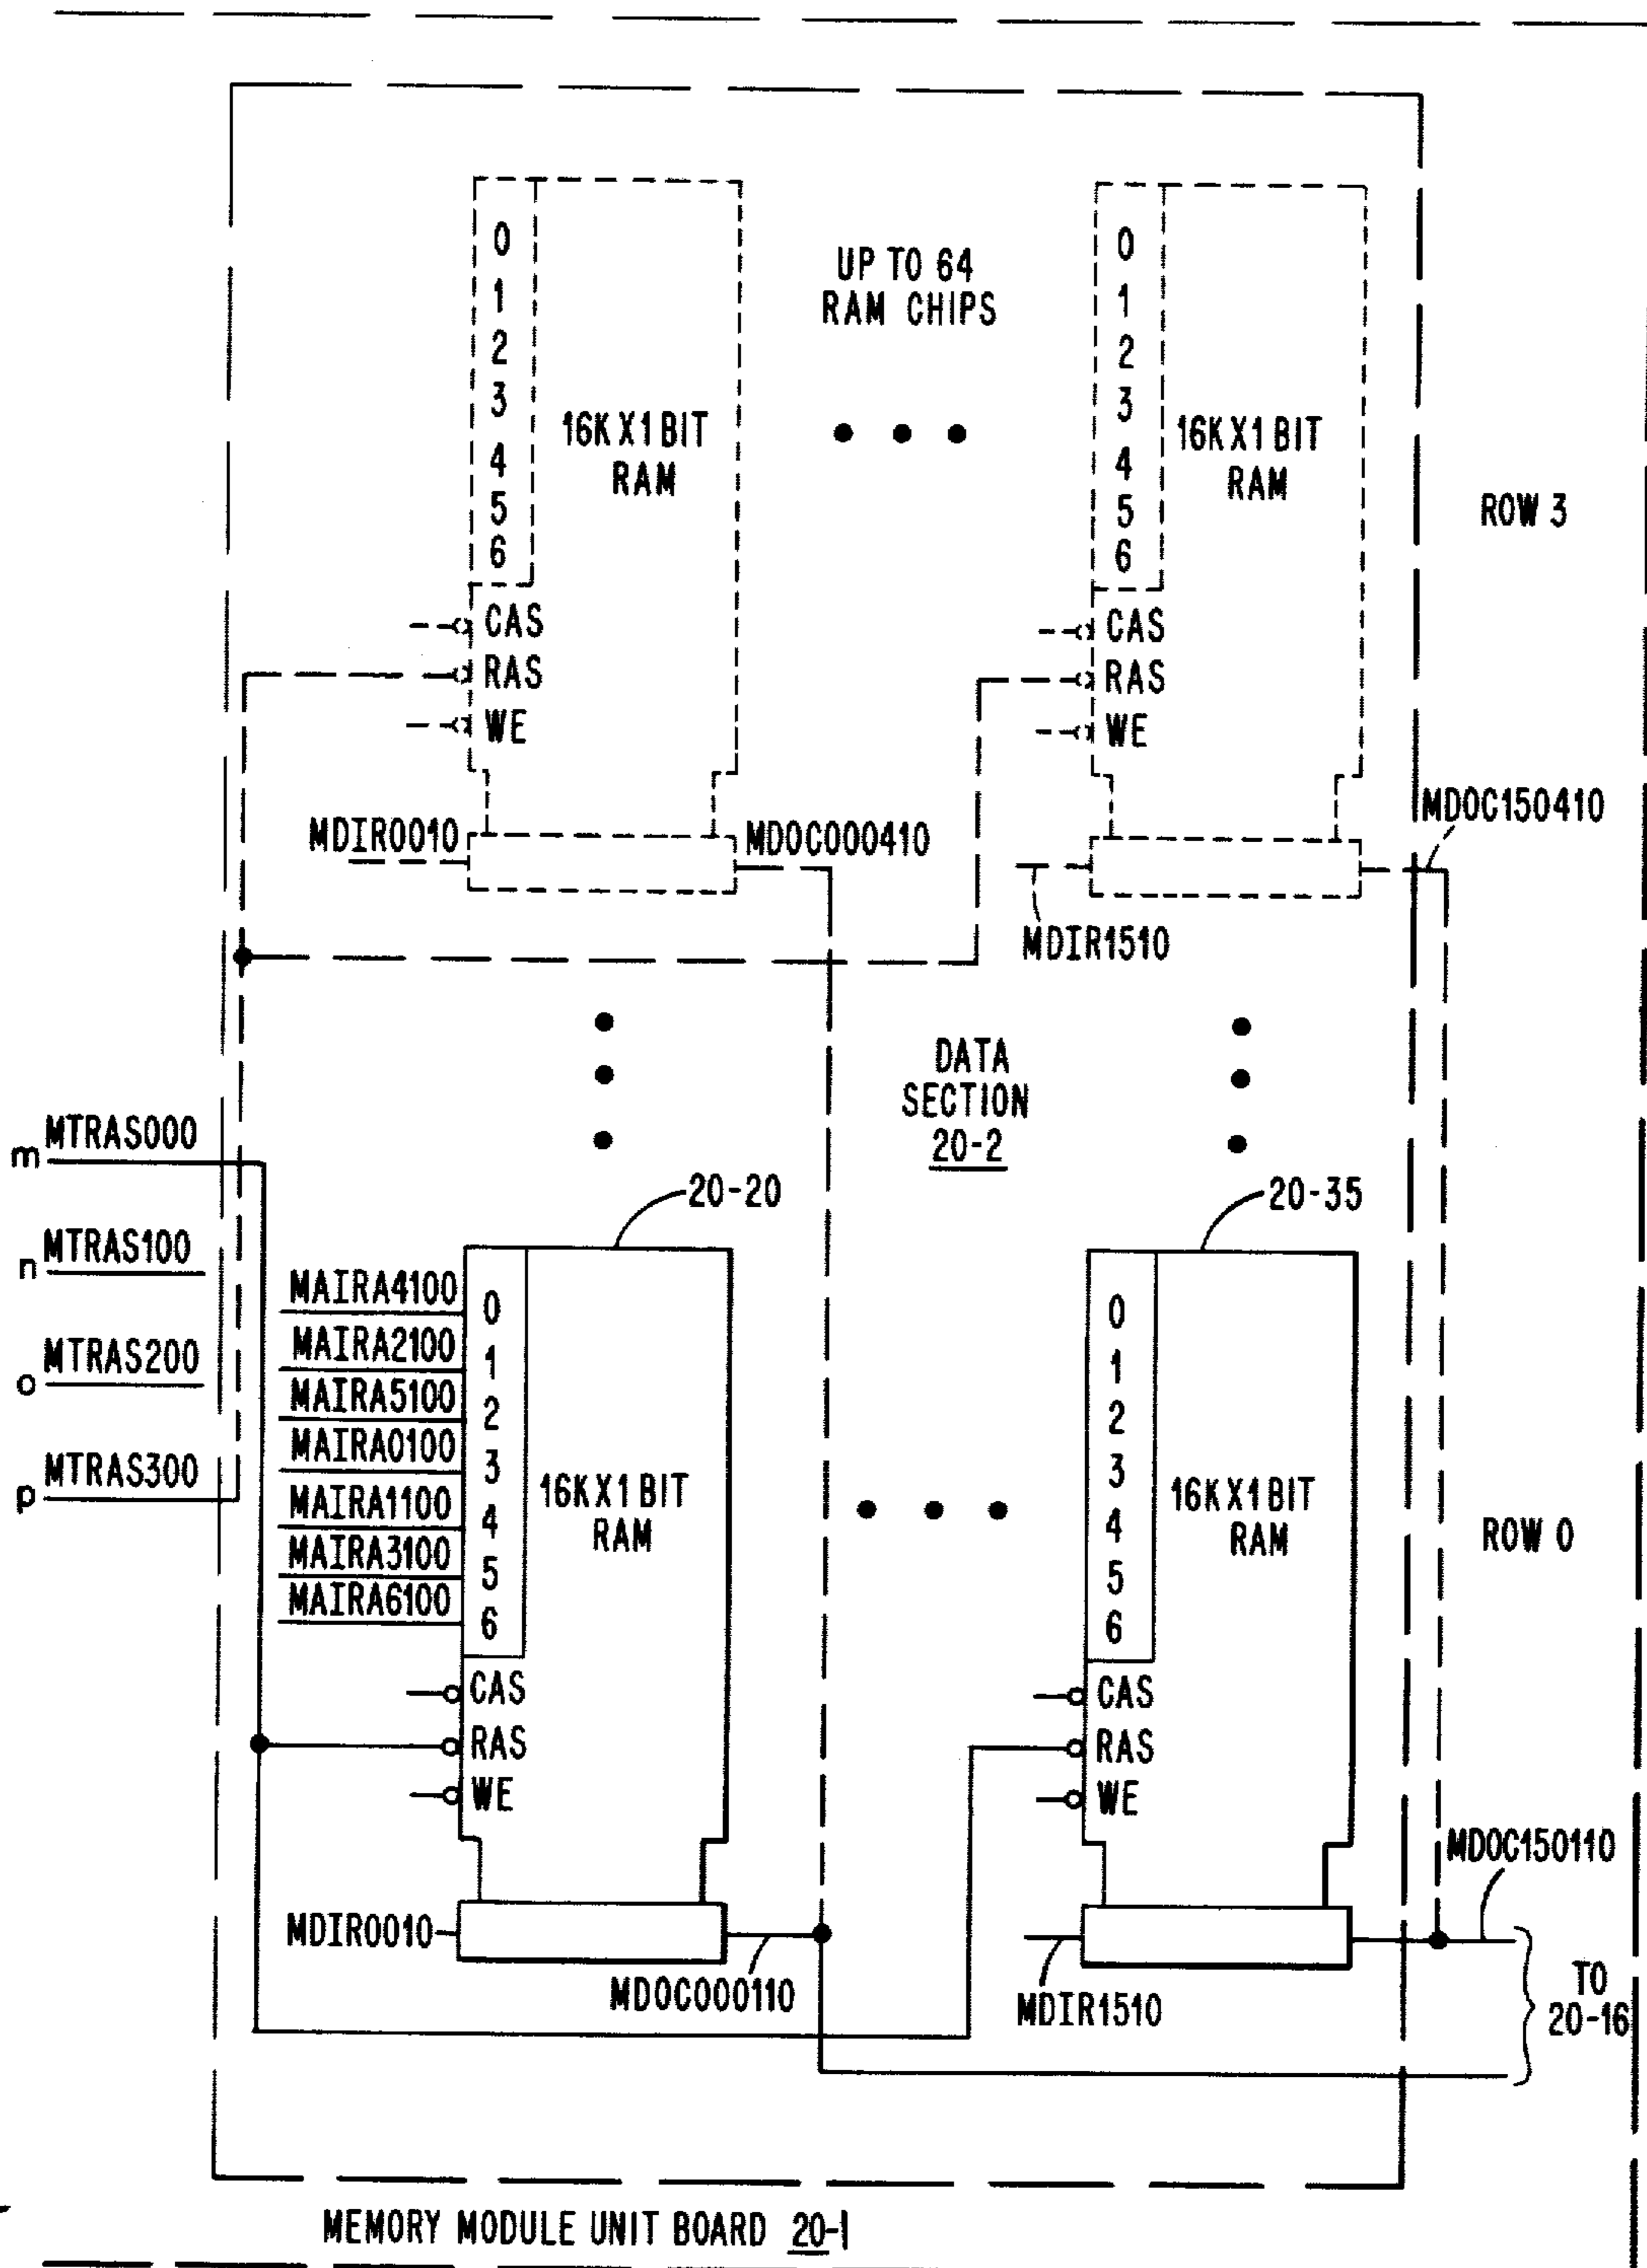 UP TO 64
RAM CHIPS
0
1
2
3
4
5
6
16K X 1 BIT
RAM
CAS
RAS
WE
0
1
2
3
4
5
6
16K X 1 BIT
RAM
CAS
RAS
WE
ROW 3
MDIR0010
MDOC000410
MDIR1510
MDOC150410
DATA
SECTION
20-2
m MTRAS000
n MTRAS100
o MTRAS200
p MTRAS300
20-20
20-35
MAIRA4100
MAIRA2100
MAIRA5100
MAIRA0100
MAIRA1100
MAIRA3100
MAIRA6100
0
1
2
3
4
5
6
16K X 1 BIT
RAM
CAS
RAS
WE
0
1
2
3
4
5
6
16K X 1 BIT
RAM
CAS
RAS
WE
ROW 0
MDIR0010
MDOC000110
MDIR1510
MDOC150110
TO
20-16
MEMORY MODULE UNIT BOARD 20-1